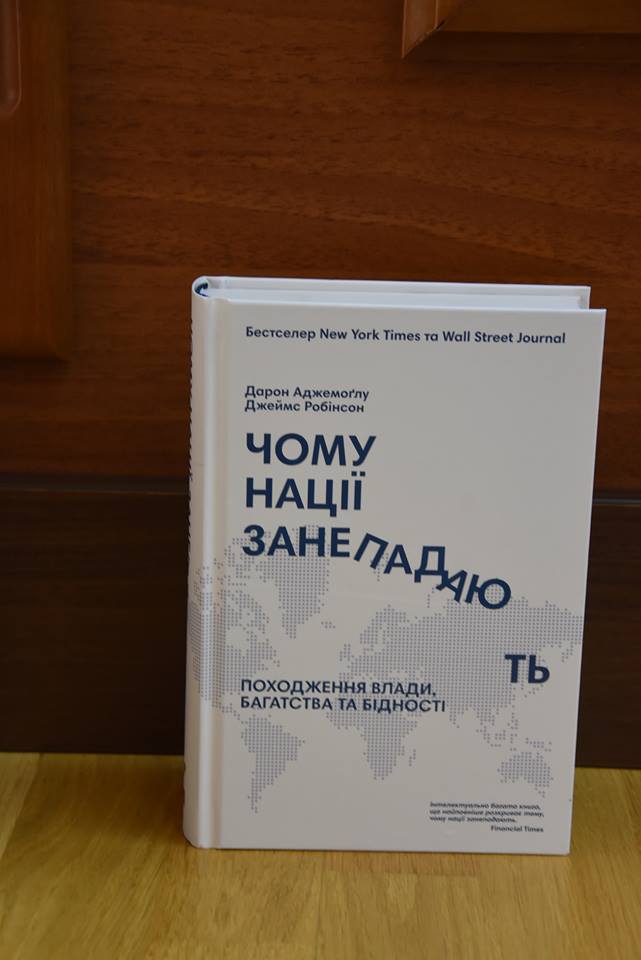 Бестселер New York Times та Wall Street Journal
Дарон Аджемоґлу
Джеймс Робінсон
ЧОМУ
НАЦІЇ
ЗАНЕПАДАЮ
ТЬ
ПОХОДЖЕННЯ ВЛАДИ,
БАГАТСТВА ТА БІДНОСТІ
Інтелектуально багата книга,
що найповніше розкриває тему,
чому нації занепадають.
Financial Times